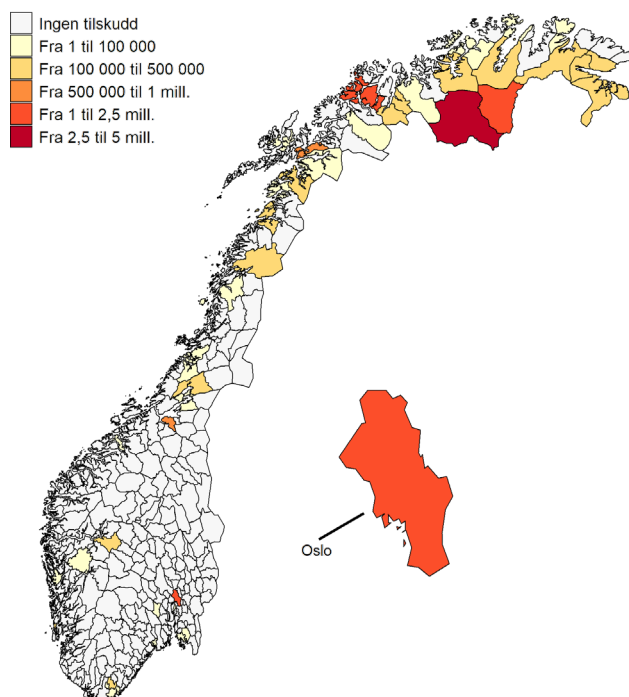 Ingen tilskudd
Fra 1 til 100 000
Fra 100 000 til 500 000
Fra 500 000 til 1 mill.
Fra 1 til 2,5 mill.
Fra 2,5 til 5 mill.
Oslo